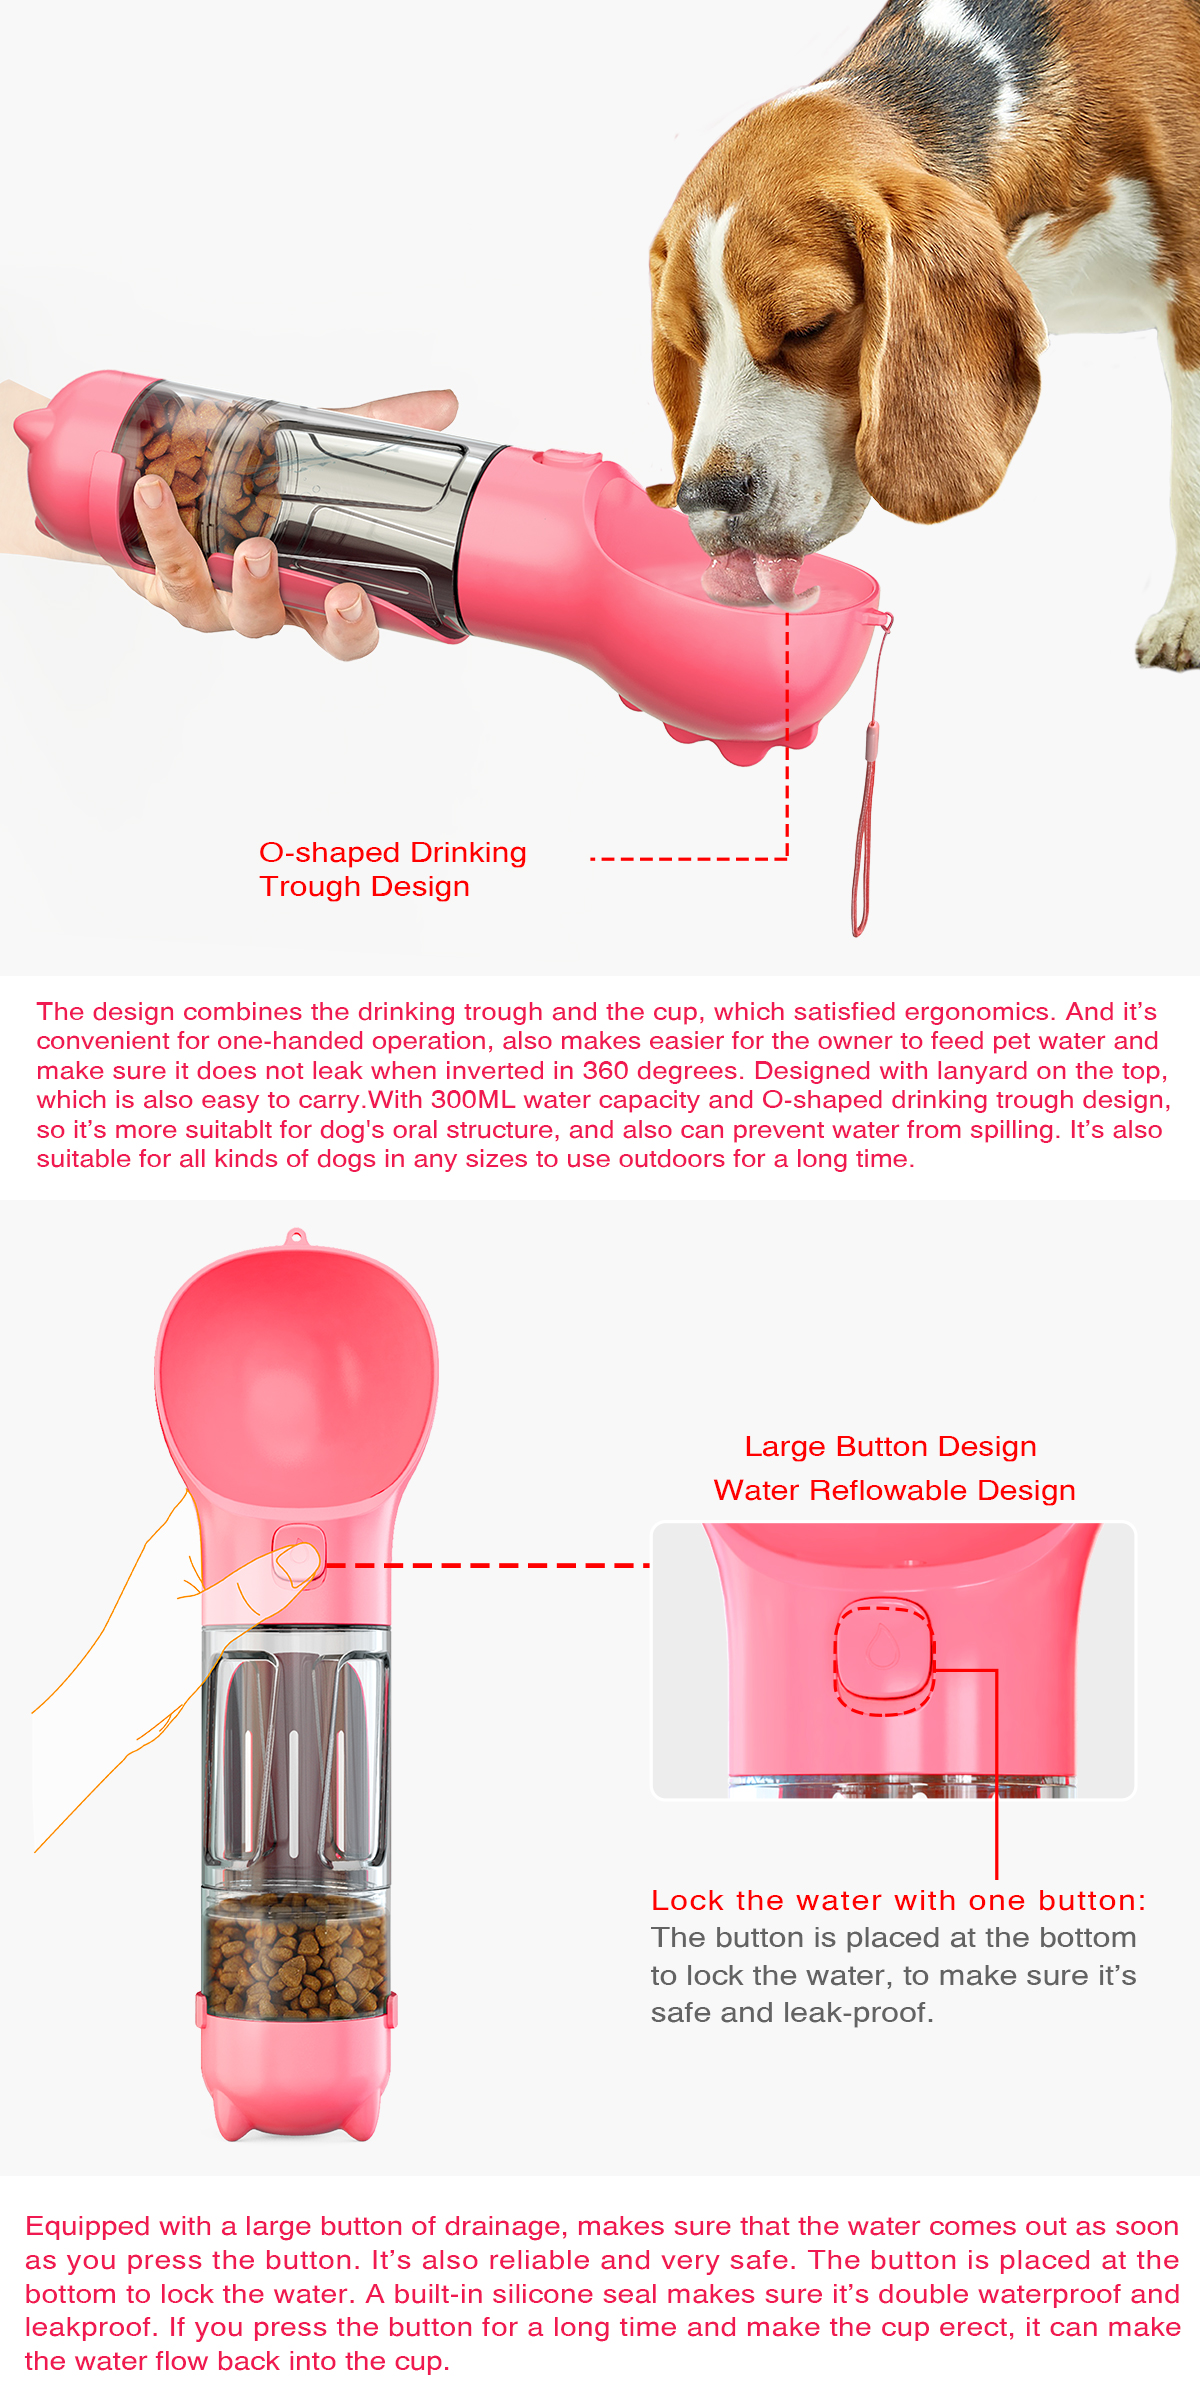 O-shaped Drinking
Trough Design
The design combines the drinking trough and the cup, which satisfied ergonomics. And it’s
convenient for one-handed operation, also makes easier for the owner to feed pet water and
make sure it does not leak when inverted in 360 degrees. Designed with lanyard on the top,
which is also easy to carry.With 300ML water capacity and O-shaped drinking trough design,
so it’s more suitablt for dog's oral structure, and also can prevent water from spilling. It’s also
suitable for all kinds of dogs in any sizes to use outdoors for a long time.
Large Button Design
Water Reflowable Design
Lock the water with one button:
The button is placed at the bottom
to lock the water, to make sure it’s
safe and leak-proof.
Equipped with a large button of drainage, makes sure that the water comes out as soon
as you press the button. It’s also reliable and very safe. The button is placed at the
bottom to lock the water. A built-in silicone seal makes sure it’s double waterproof and
leakproof. If you press the button for a long time and make the cup erect, it can make
the water flow back into the cup.